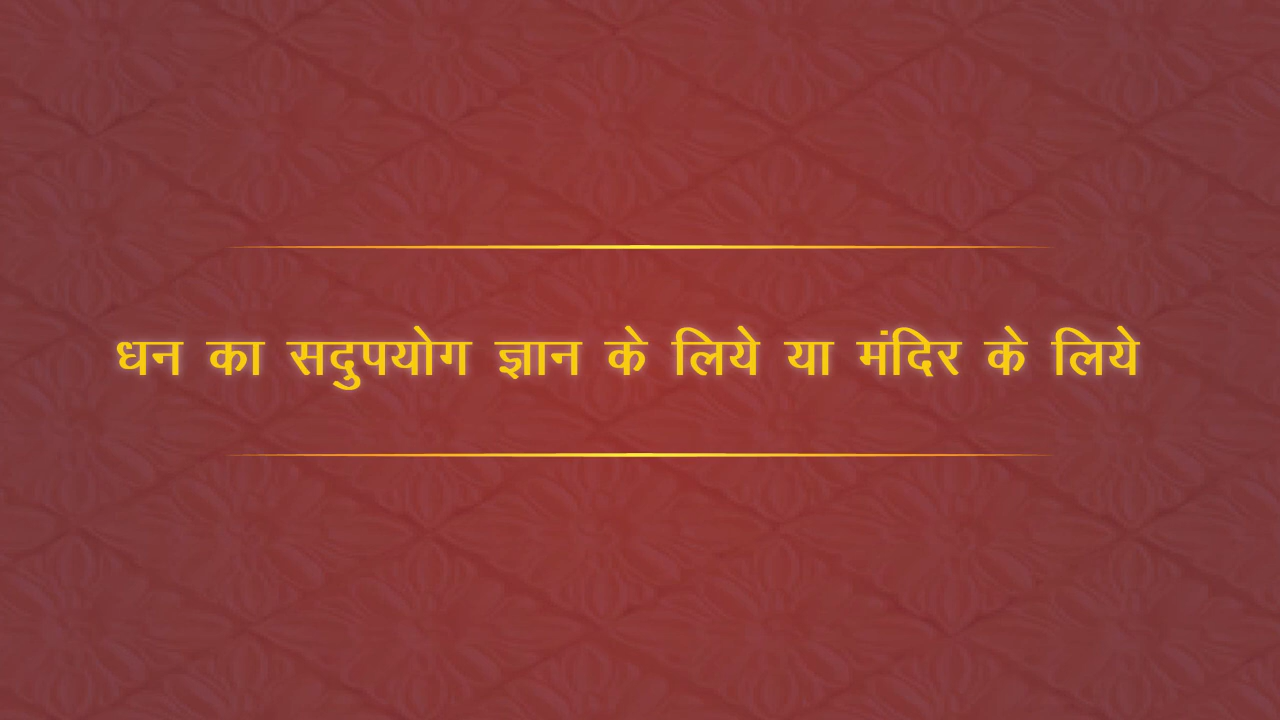 धन का सदुपयोग ज्ञान के लिये या मंदिर के लिये